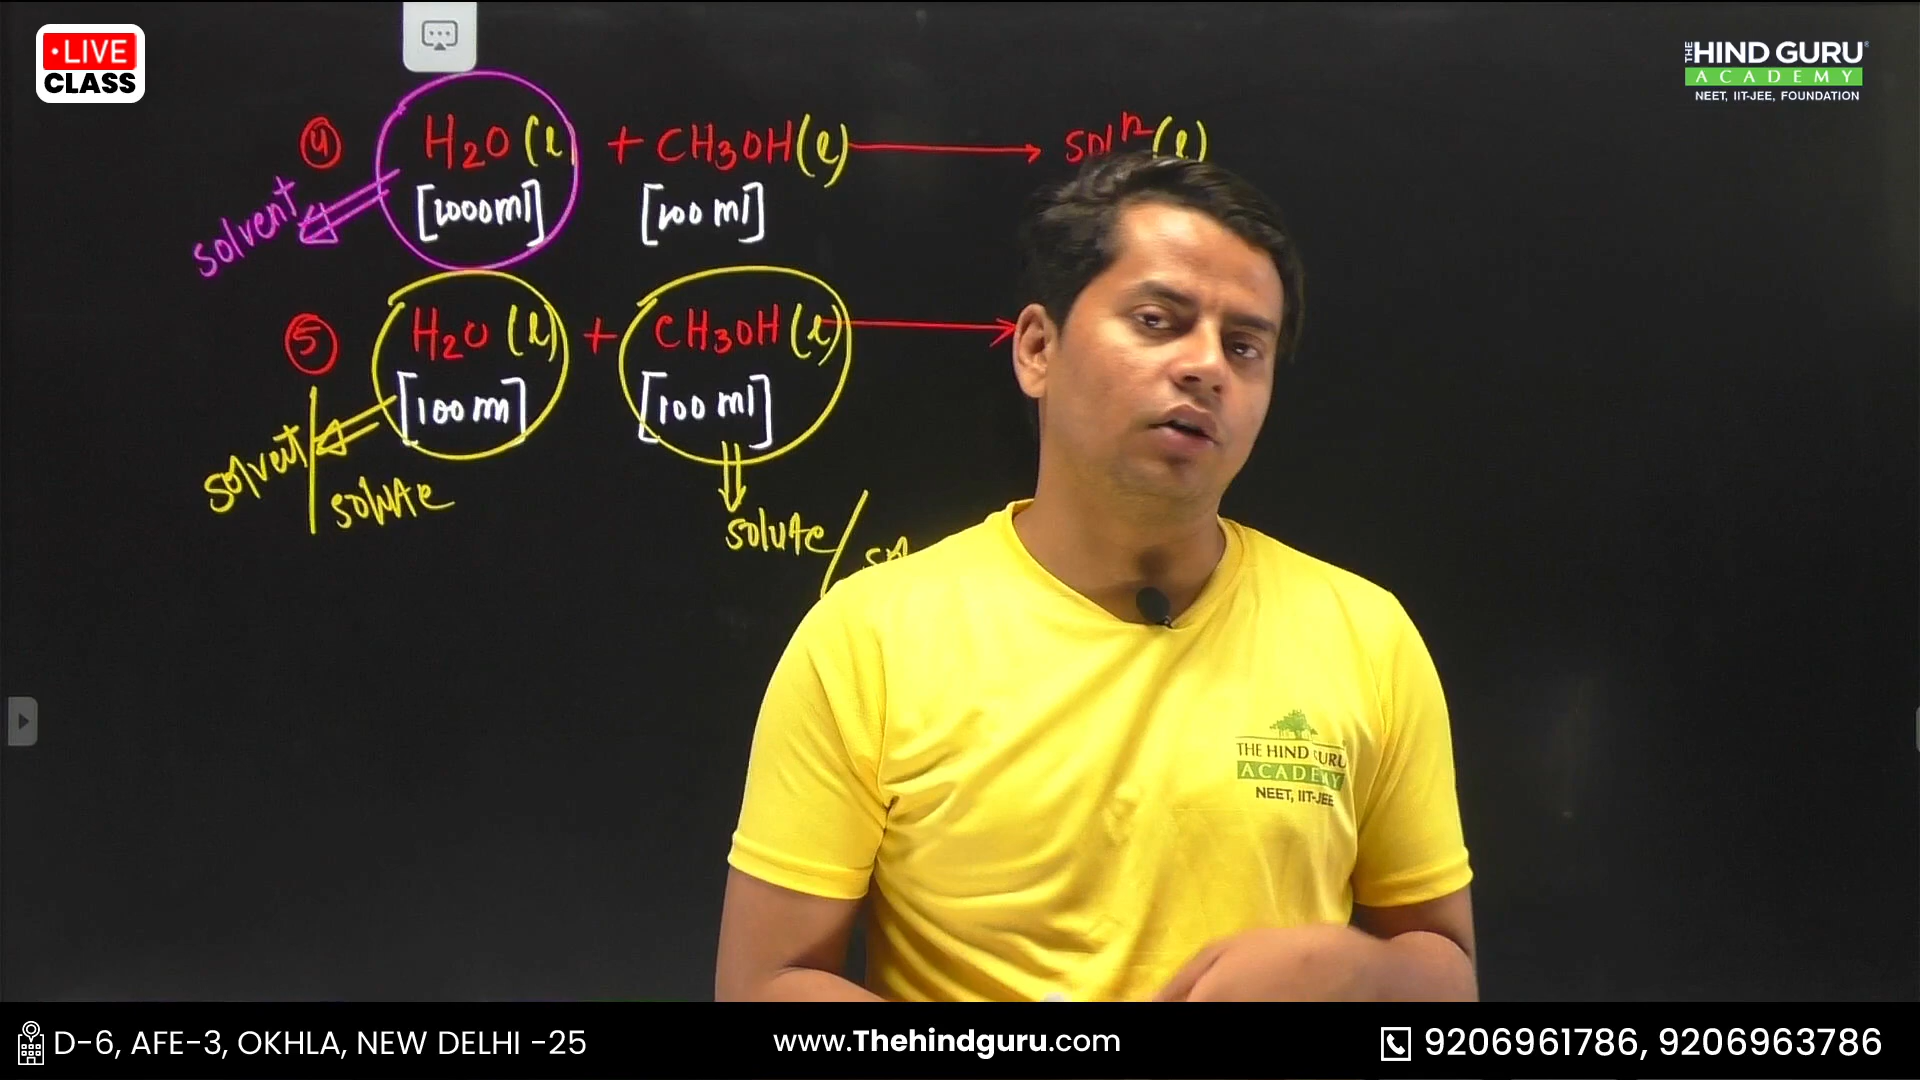 • LIVE
CLASS
THE HIND GURU®
ACADEMY
NEET, IIT-JEE, FOUNDATION
④ H₂O (l) + CH₃OH(l) → solⁿ (l)
[1000ml] [100 ml]
solvent
⑤ H₂O (l) + CH₃OH (l) →
[100 ml] [100 ml]
solvent / solute
solute /
THE HIND GURU
ACADEMY
NEET, IIT-JEE
D-6, AFE-3, OKHLA, NEW DELHI -25
www.Thehindguru.com
9206961786, 9206963786